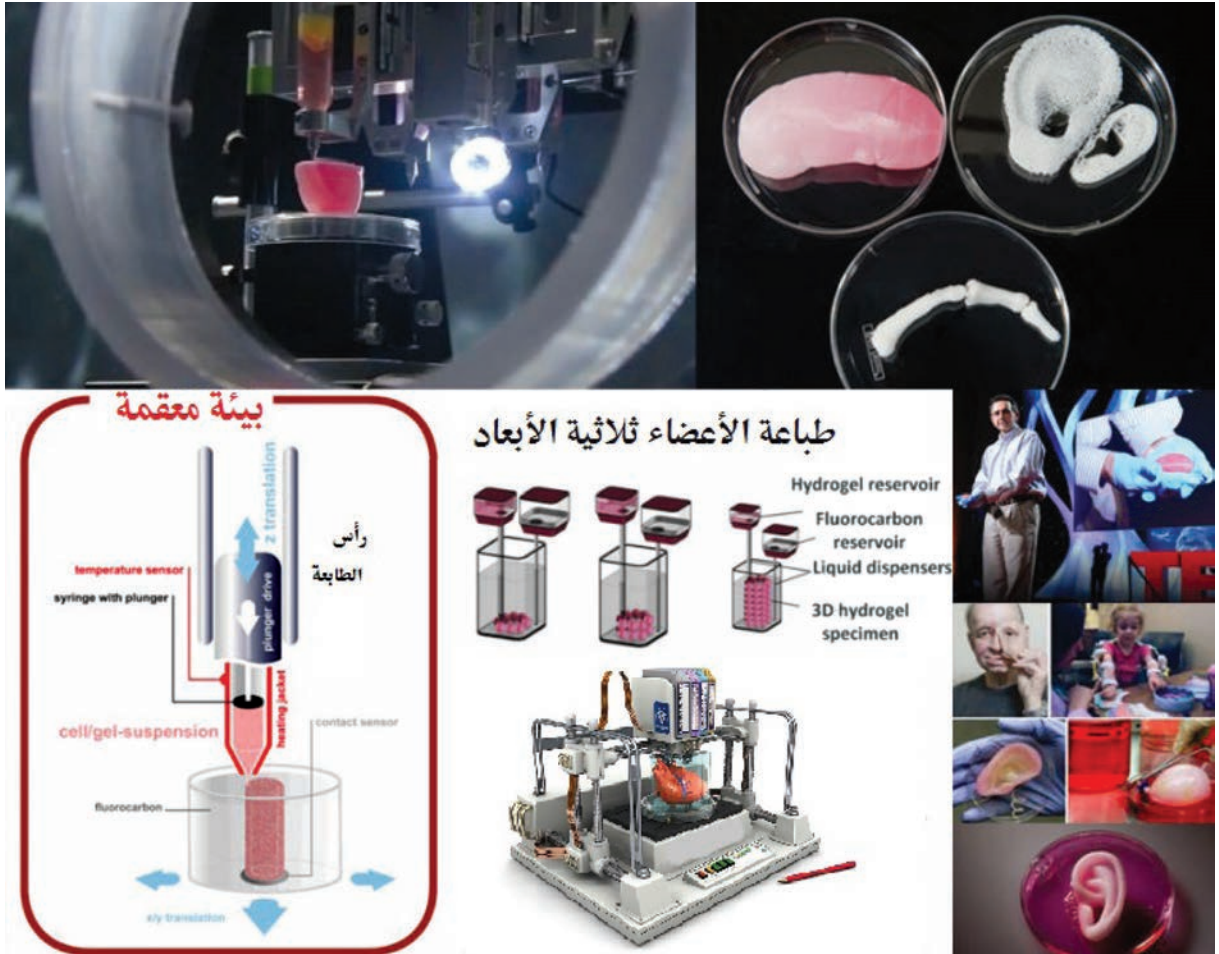 بيئة معقمة
z translation
رأس
الطابعة
temperature sensor
syringe with plunger
plunger drive
heating jacket
cell/gel-suspension
contact sensor
fluorocarbon
x/y translation
طباعة الأعضاء ثلاثية الأبعاد
Hydrogel reservoir
Fluorocarbon
reservoir
Liquid dispensers
3D hydrogel
specimen
TE